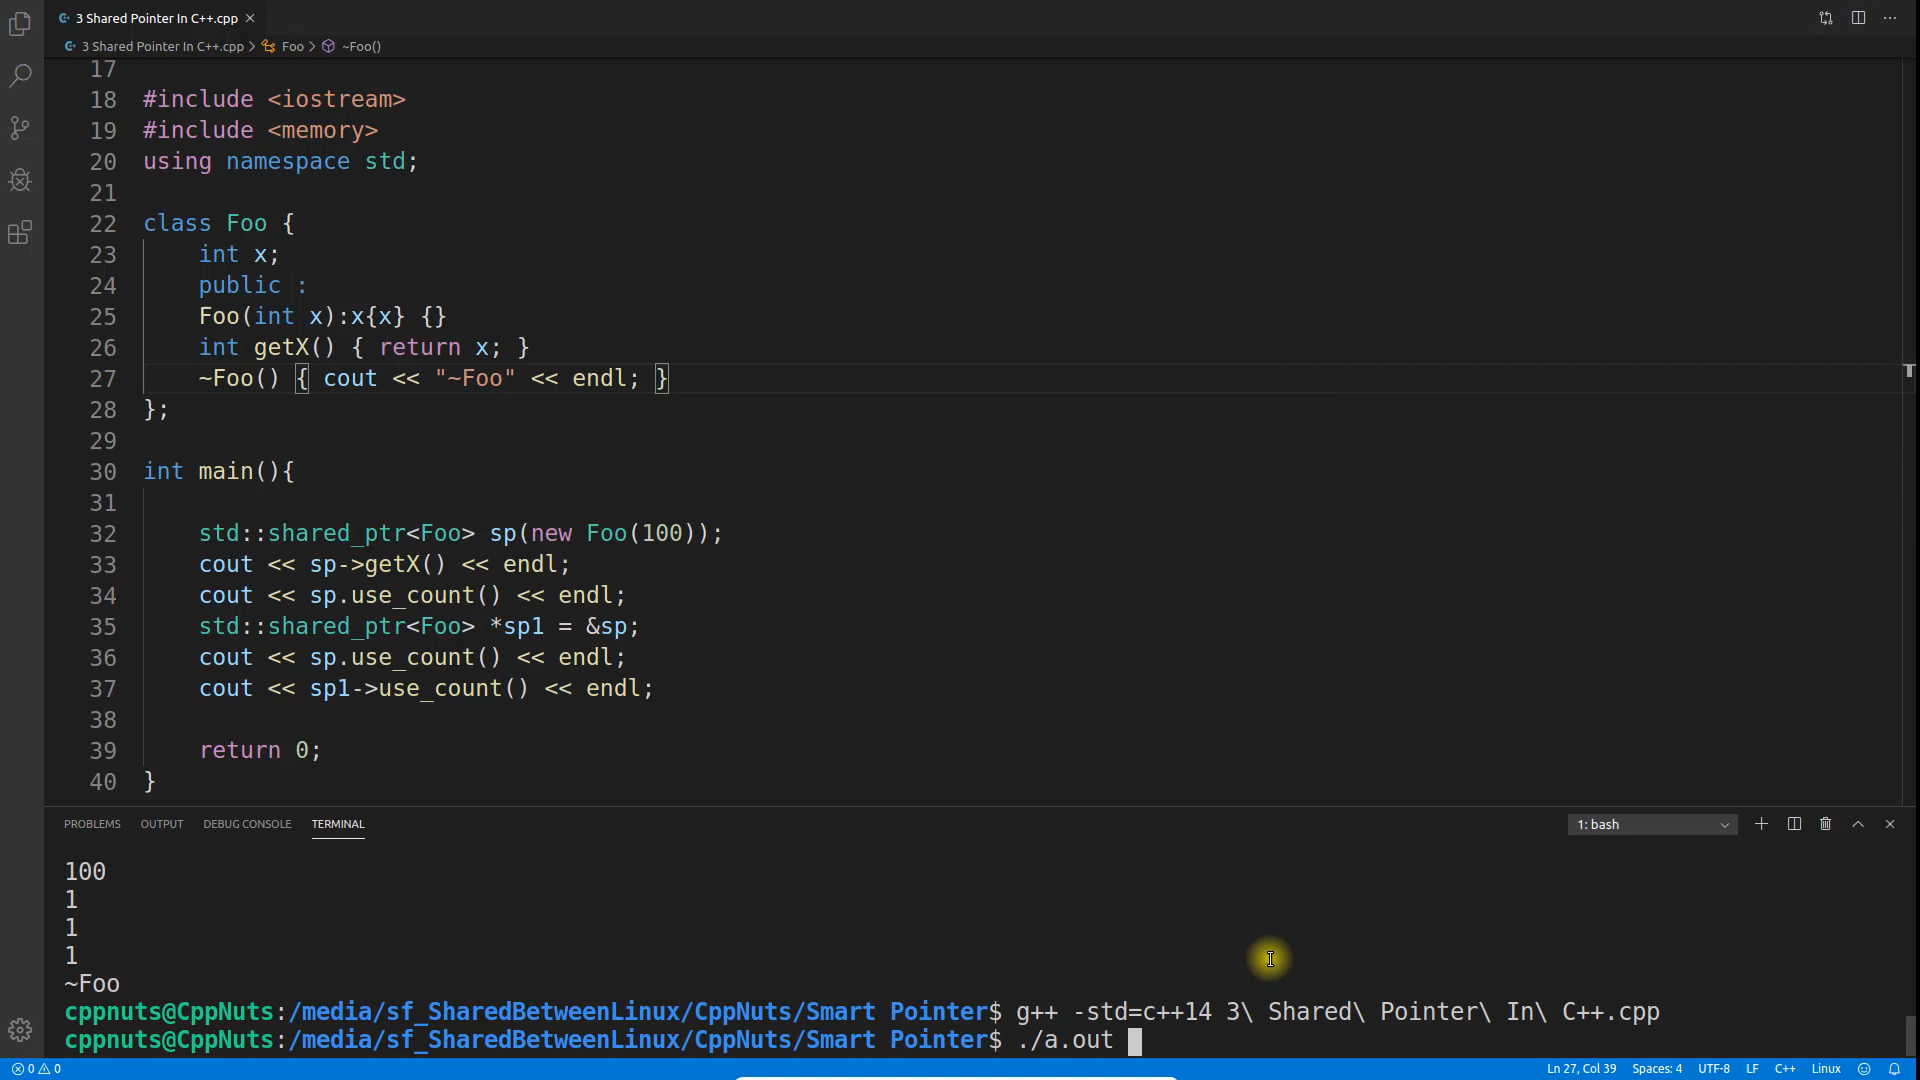 3 Shared Pointer In C++.cpp
3 Shared Pointer In C++.cpp > Foo > ~Foo()
17
18 #include <iostream>
19 #include <memory>
20 using namespace std;
21
22 class Foo {
23 int x;
24 public :
25 Foo(int x):x{x} {}
26 int getX() { return x; }
27 ~Foo() { cout << "~Foo" << endl; }
28 };
29
30 int main(){
31
32 std::shared_ptr<Foo> sp(new Foo(100));
33 cout << sp->getX() << endl;
34 cout << sp.use_count() << endl;
35 std::shared_ptr<Foo> *sp1 = &sp;
36 cout << sp.use_count() << endl;
37 cout << sp1->use_count() << endl;
38
39 return 0;
40 }
PROBLEMS OUTPUT DEBUG CONSOLE TERMINAL 1: bash
100
1
1
1
~Foo
cppnuts@CppNuts:/media/sf_SharedBetweenLinux/CppNuts/Smart Pointer$ g++ -std=c++14 3\ Shared\ Pointer\ In\ C++.cpp
cppnuts@CppNuts:/media/sf_SharedBetweenLinux/CppNuts/Smart Pointer$ ./a.out
0 0 Ln 27, Col 39 Spaces: 4 UTF-8 LF C++ Linux